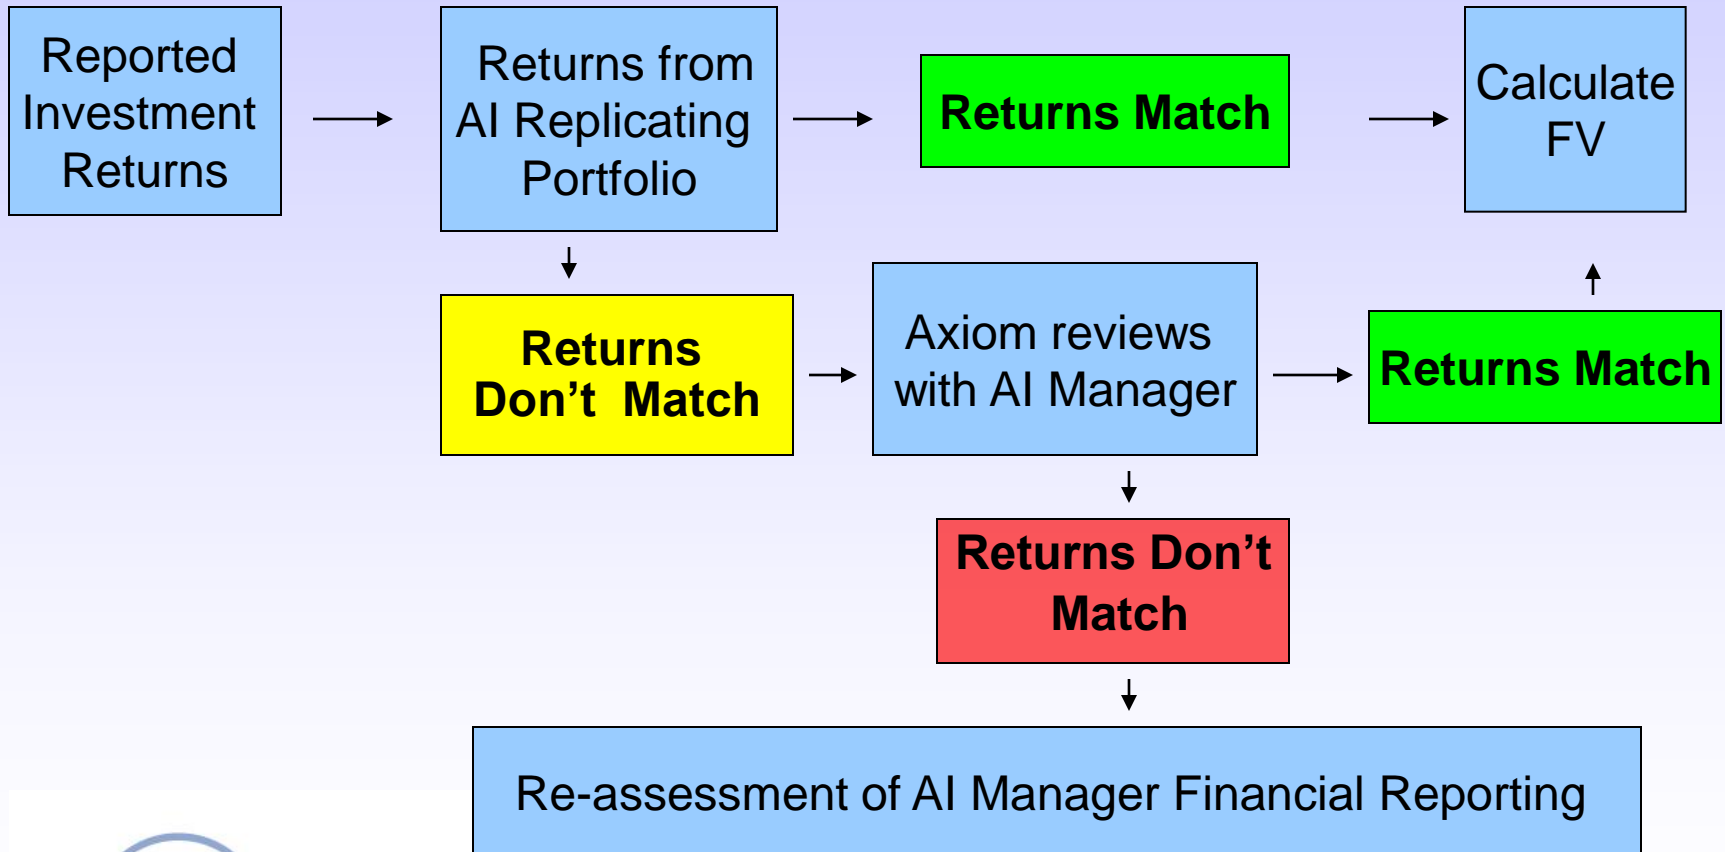 Reported
Investment
Returns
Returns from
AI Replicating
Portfolio
Returns Match
Calculate
FV
Returns
Don’t  Match
Axiom reviews
with AI Manager
Returns Match
Returns Don’t
Match
Re-assessment of AI Manager Financial Reporting